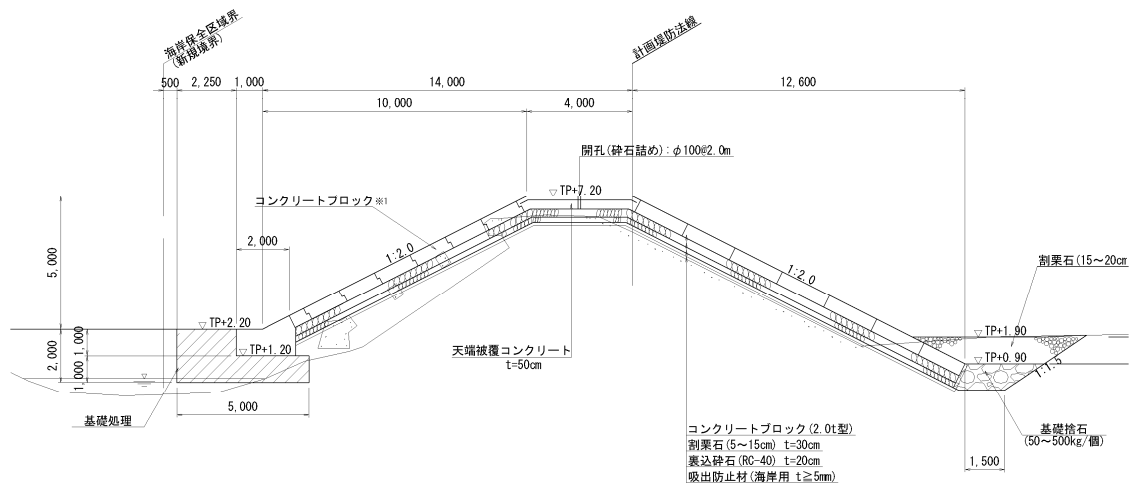 海岸保全区域界
(新規境界)
計画堤防法線
500
2,250
1,000
14,000
12,600
10,000
4,000
開孔(砕石詰め):φ100@2.0m
TP+7.20
コンクリートブロック※1
2,000
1:2.0
1:2.0
5,000
割栗石(15～20cm
TP+2.20
TP+1.90
1,000
TP+1.20
天端被覆コンクリート
t=50cm
TP+0.90
2,000
1,000
1:1.5
5,000
基礎処理
コンクリートブロック(2.0t型)
割栗石(5～15cm) t=30cm
裏込砕石(RC-40) t=20cm
吸出防止材(海岸用 t≧5mm)
基礎捨石
(50～500kg/個)
1,500